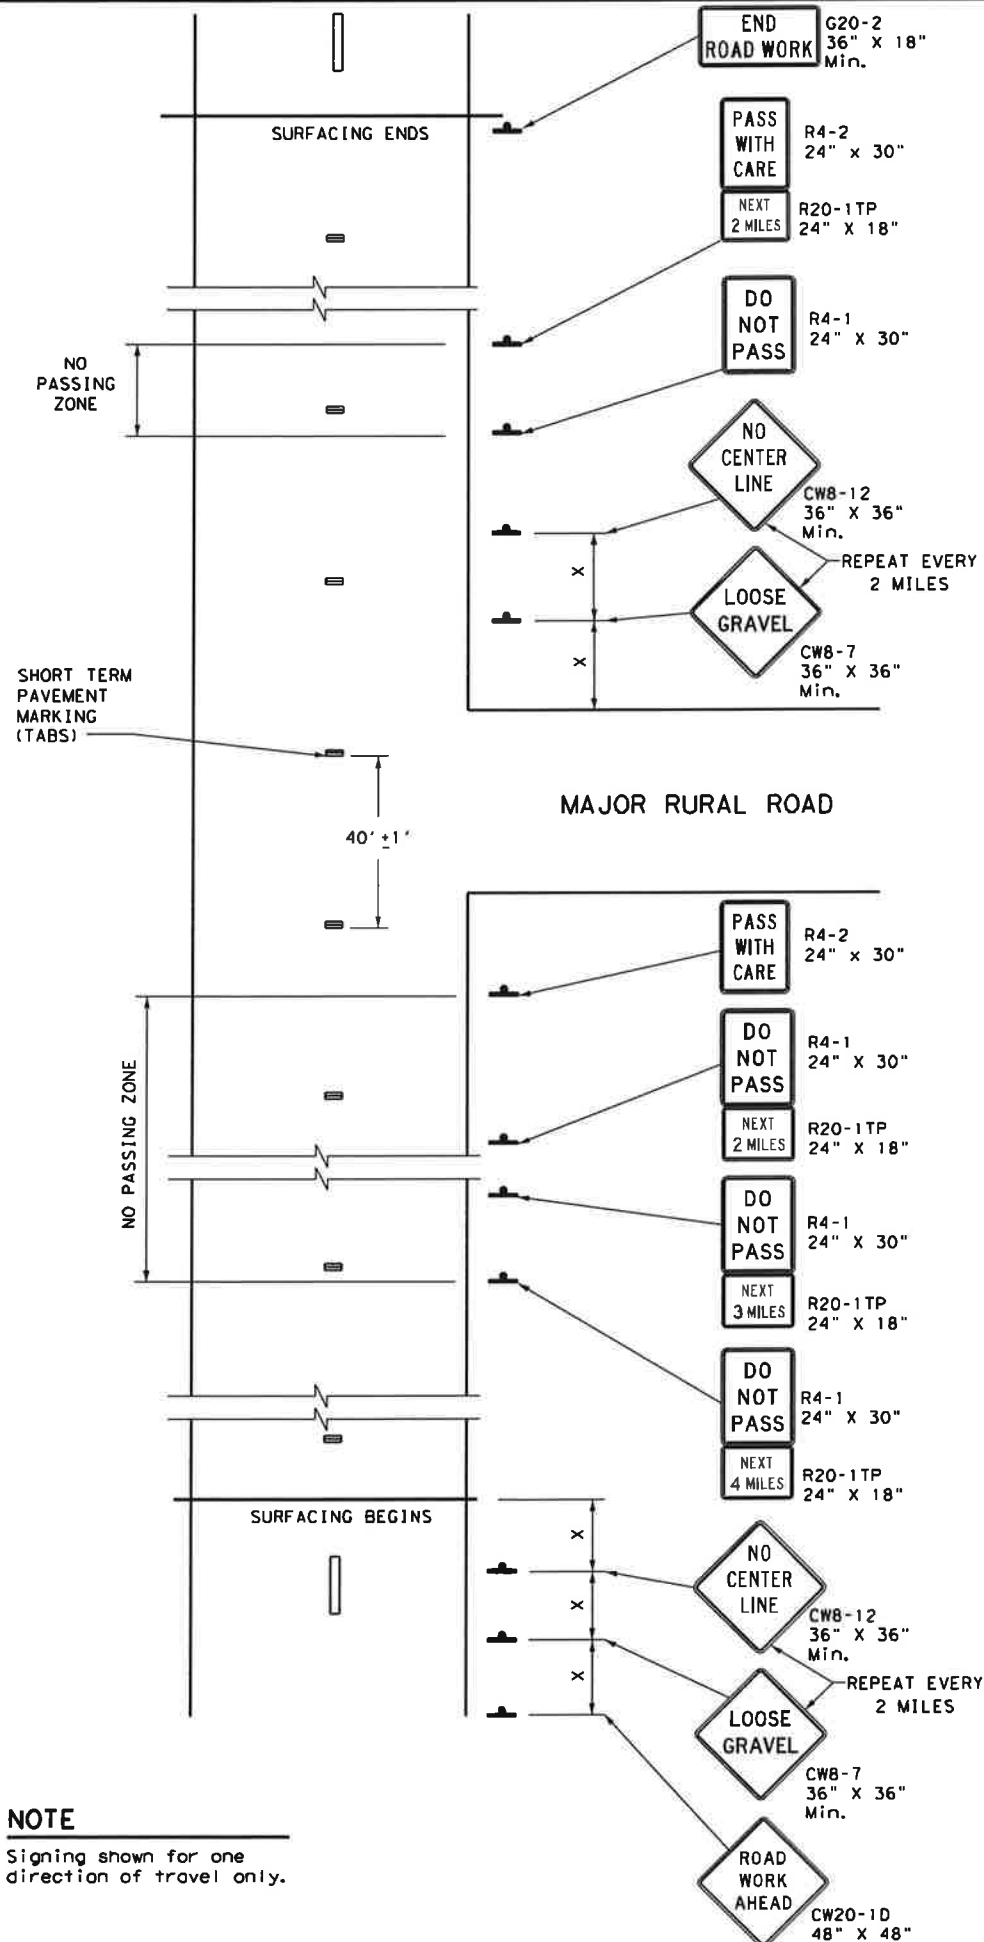 END
ROAD WORK
G20-2
36" X 18"
Min.
SURFACING ENDS
PASS
WITH
CARE
R4-2
24" x 30"
NEXT
2 MILES
R20-1TP
24" X 18"
DO
NOT
PASS
R4-1
24" X 30"
NO
PASSING
ZONE
NO
CENTER
LINE
CW8-12
36" X 36"
Min.
REPEAT EVERY
2 MILES
X
LOOSE
GRAVEL
CW8-7
36" X 36"
Min.
X
SHORT TERM
PAVEMENT
MARKING
(TABS)
40' ±1'
MAJOR RURAL ROAD
PASS
WITH
CARE
R4-2
24" x 30"
NO PASSING ZONE
DO
NOT
PASS
R4-1
24" X 30"
NEXT
2 MILES
R20-1TP
24" X 18"
DO
NOT
PASS
R4-1
24" X 30"
NEXT
3 MILES
R20-1TP
24" X 18"
DO
NOT
PASS
R4-1
24" X 30"
NEXT
4 MILES
R20-1TP
24" X 18"
SURFACING BEGINS
X
NO
CENTER
LINE
CW8-12
36" X 36"
Min.
X
REPEAT EVERY
2 MILES
X
LOOSE
GRAVEL
CW8-7
36" X 36"
Min.
NOTE
Signing shown for one
direction of travel only.
ROAD
WORK
AHEAD
CW20-1D
48" X 48"